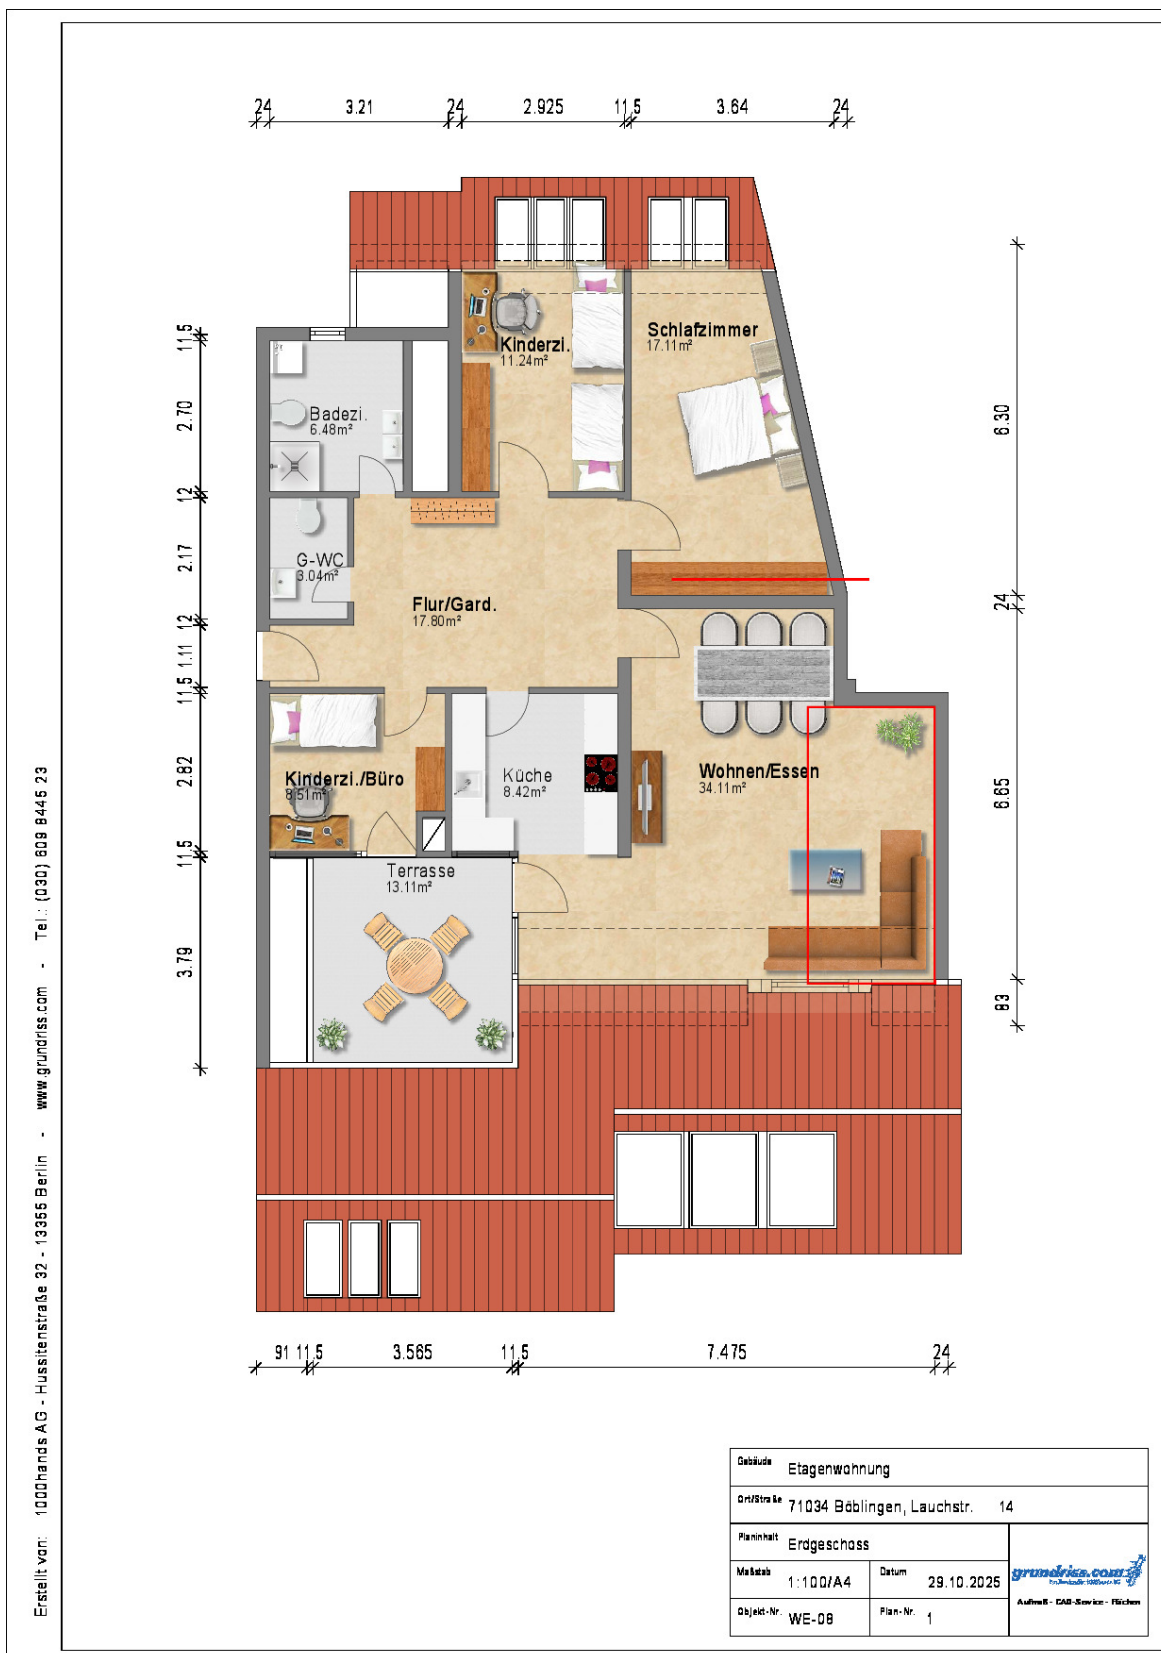 24 3.21 24 2.925 11.5 3.64 24
11.5
2.70
12
2.17
12
1.11
11.5
2.82
11.5
3.79
6.30
24
6.65
83
Schlafzimmer
17.11m²
Kinderzi.
11.24m²
Badezi.
6.48m²
G-WC
3.04m²
Flur/Gard.
17.80m²
Wohnen/Essen
34.11m²
Kinderzi./Büro
8.51m²
Küche
8.42m²
Terrasse
13.11m²
91 11.5 3.565 11.5 7.475 24
Erstellt von: 1000hands AG - Hussitenstraße 32 - 13355 Berlin - www.grundriss.com - Tel.: (030) 609 8445 23
Gebäude Etagenwohnung
Ort/Straße 71034 Böblingen, Lauchstr. 14
Planinhalt Erdgeschoss
Maßstab 1:100/A4 Datum 29.10.2025
Objekt-Nr. WE-08 Plan-Nr. 1
grundriss.com
Aufmaß - CAD-Service - Flächen